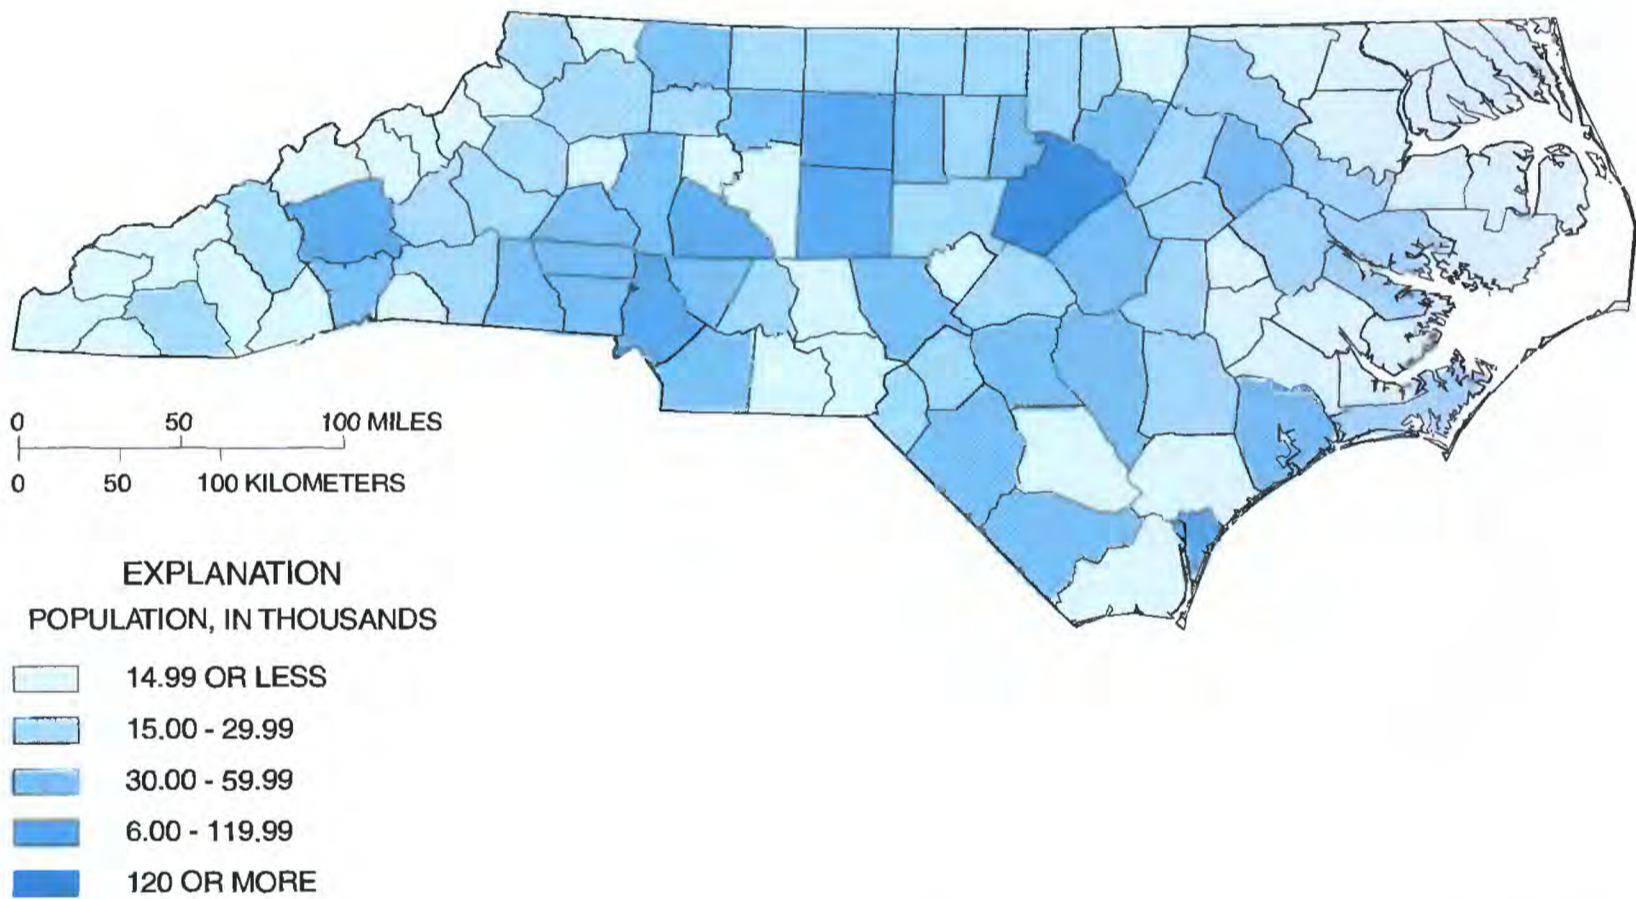 0 50 100 MILES
0 50 100 KILOMETERS
EXPLANATION
POPULATION, IN THOUSANDS
14.99 OR LESS
15.00 - 29.99
30.00 - 59.99
6.00 - 119.99
120 OR MORE